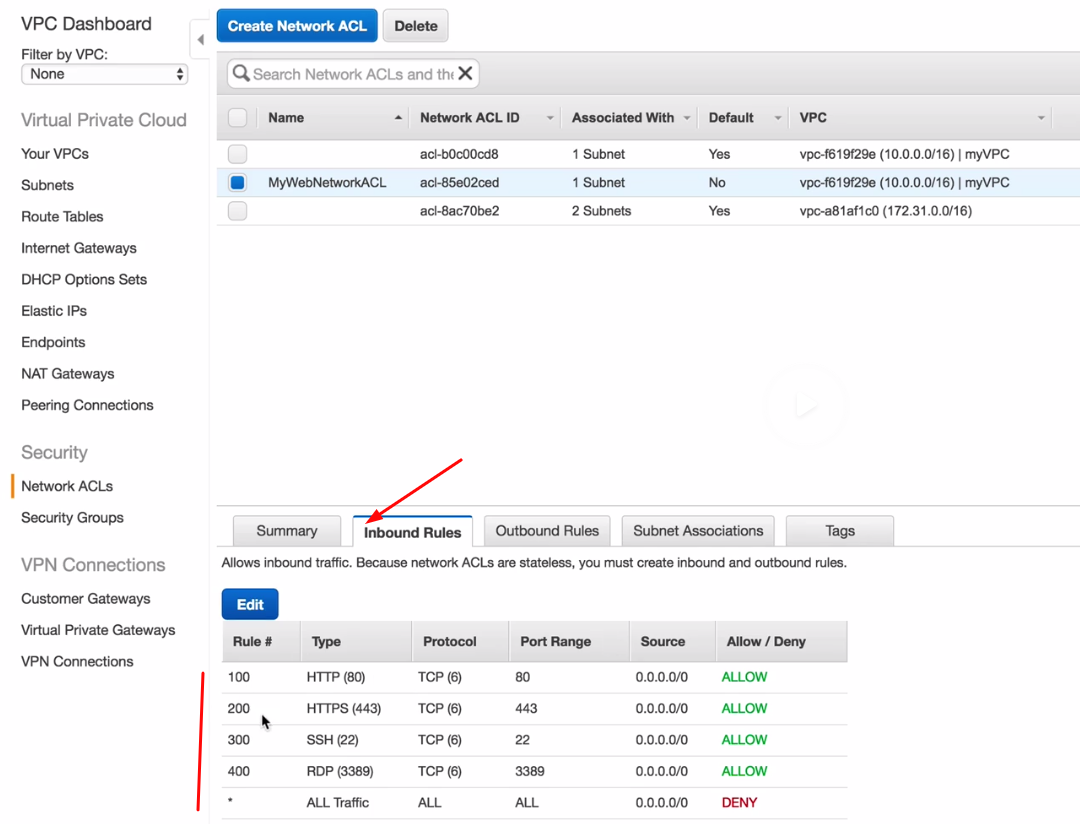 VPC Dashboard
Filter by VPC:
None
Virtual Private Cloud
Your VPCs
Subnets
Route Tables
Internet Gateways
DHCP Options Sets
Elastic IPs
Endpoints
NAT Gateways
Peering Connections
Security
Network ACLs
Security Groups
VPN Connections
Customer Gateways
Virtual Private Gateways
VPN Connections
Create Network ACL Delete
Search Network ACLs and the
Name Network ACL ID Associated With Default VPC
acl-b0c00cd8 1 Subnet Yes vpc-f619f29e (10.0.0.0/16) | myVPC
MyWebNetworkACL acl-85e02ced 1 Subnet No vpc-f619f29e (10.0.0.0/16) | myVPC
acl-8ac70be2 2 Subnets Yes vpc-a81af1c0 (172.31.0.0/16)
Summary Inbound Rules Outbound Rules Subnet Associations Tags
Allows inbound traffic. Because network ACLs are stateless, you must create inbound and outbound rules.
Edit
Rule # Type Protocol Port Range Source Allow / Deny
100 HTTP (80) TCP (6) 80 0.0.0.0/0 ALLOW
200 HTTPS (443) TCP (6) 443 0.0.0.0/0 ALLOW
300 SSH (22) TCP (6) 22 0.0.0.0/0 ALLOW
400 RDP (3389) TCP (6) 3389 0.0.0.0/0 ALLOW
* ALL Traffic ALL ALL 0.0.0.0/0 DENY